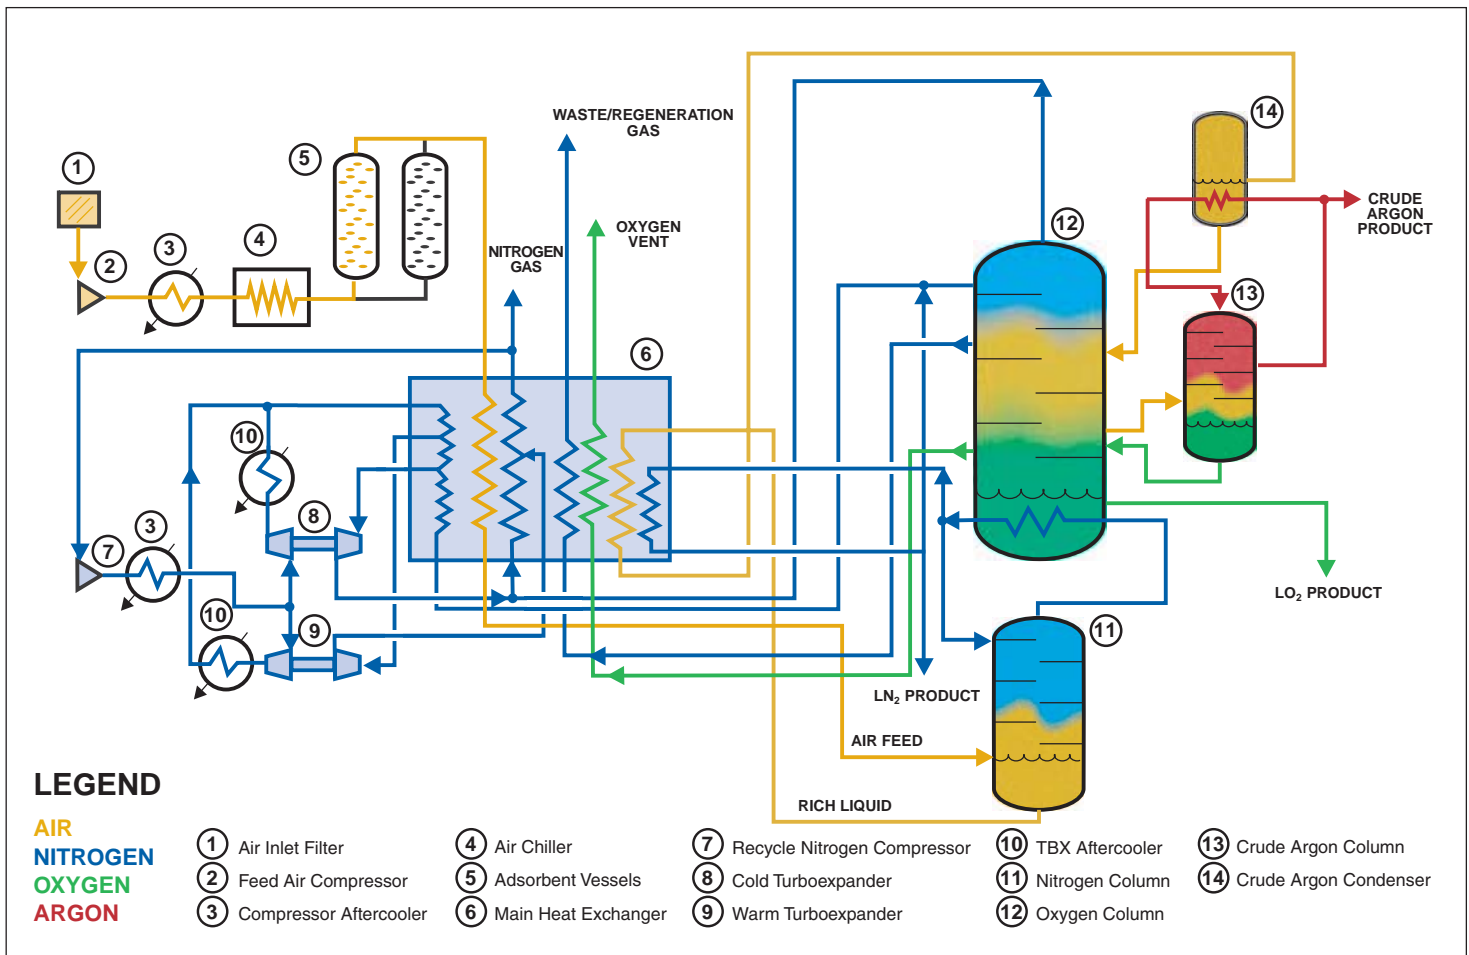 WASTE/REGENERATION
GAS
14
5
1
CRUDE
ARGON
PRODUCT
OXYGEN
VENT
12
3
4
NITROGEN
GAS
2
13
6
10
8
3
7
10
9
11
LO₂ PRODUCT
LN₂ PRODUCT
AIR FEED
RICH LIQUID
LEGEND
AIR
NITROGEN
OXYGEN
ARGON
1 Air Inlet Filter
2 Feed Air Compressor
3 Compressor Aftercooler
4 Air Chiller
5 Adsorbent Vessels
6 Main Heat Exchanger
7 Recycle Nitrogen Compressor
8 Cold Turboexpander
9 Warm Turboexpander
10 TBX Aftercooler
11 Nitrogen Column
12 Oxygen Column
13 Crude Argon Column
14 Crude Argon Condenser